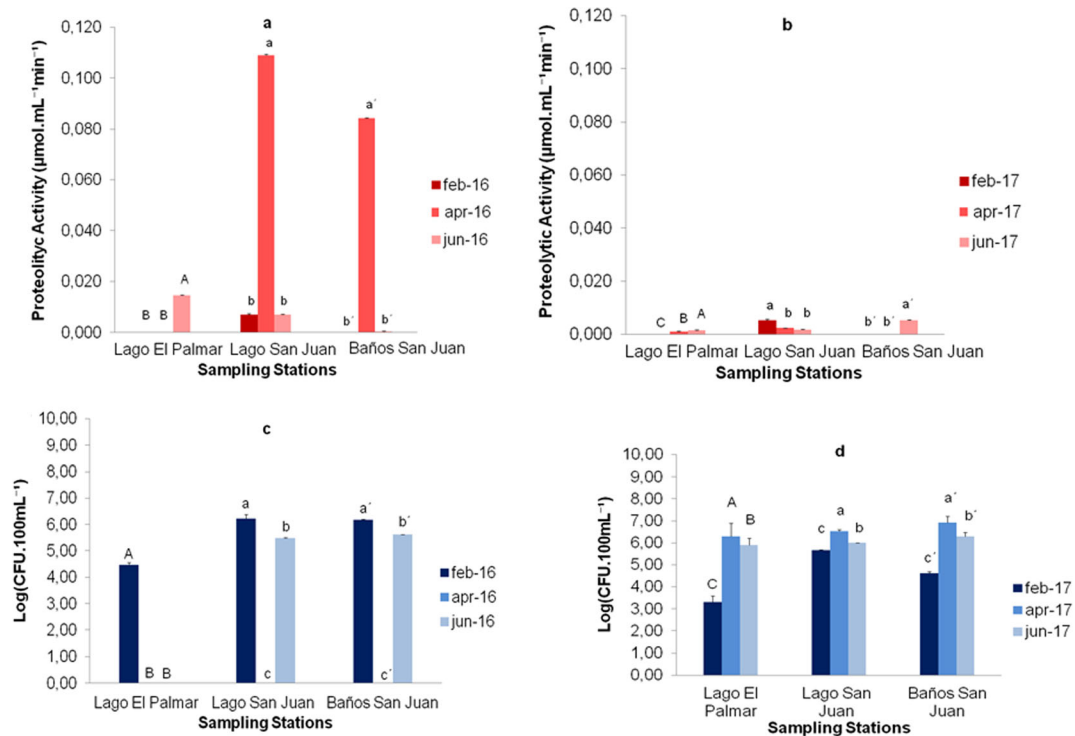 a
Proteolityc Activity (µmol.mL⁻¹min⁻¹)
0,120
0,100
0,080
0,060
0,040
0,020
0,000
B B A
b a b
b´ a´ b´
Lago El Palmar Lago San Juan Baños San Juan
Sampling Stations
feb-16
apr-16
jun-16
b
Proteolytic Activity (µmol.mL⁻¹min⁻¹)
0,120
0,100
0,080
0,060
0,040
0,020
0,000
C B A
a b b
b´ b´ a´
Lago El Palmar Lago San Juan Baños San Juan
Sampling Stations
feb-17
apr-17
jun-17
c
Log(CFU.100mL⁻¹)
10,00
9,00
8,00
7,00
6,00
5,00
4,00
3,00
2,00
1,00
0,00
A B B
a c b
a´ c´ b´
Lago El Palmar Lago San Juan Baños San Juan
Sampling Stations
feb-16
apr-16
jun-16
d
Log(CFU.100mL⁻¹)
10,00
9,00
8,00
7,00
6,00
5,00
4,00
3,00
2,00
1,00
0,00
C A B
c a b
c´ a´ b´
Lago El Lago San Baños San
Palmar Juan Juan
Sampling Stations
feb-17
apr-17
jun-17